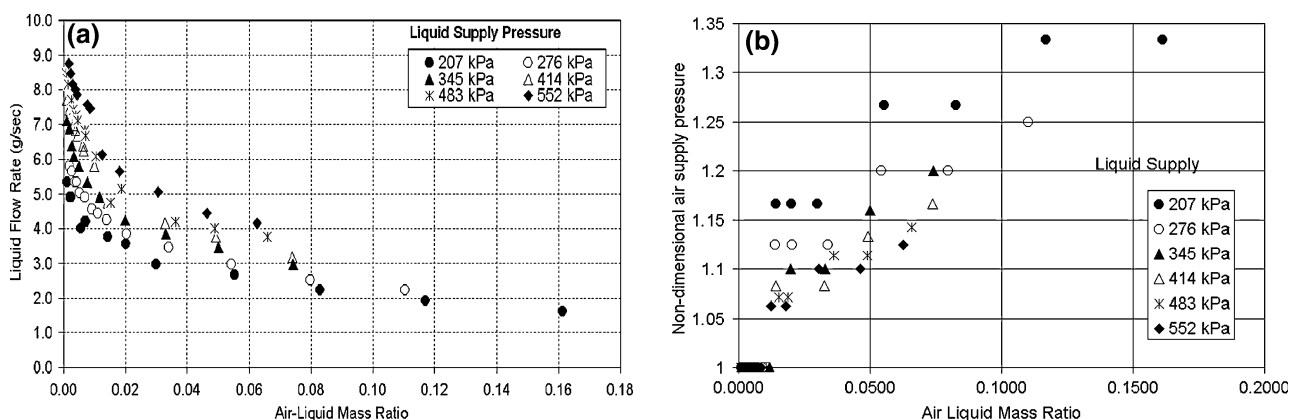 (a)
Liquid Supply Pressure
207 kPa
276 kPa
345 kPa
414 kPa
483 kPa
552 kPa
Liquid Flow Rate (g/sec)
10.0
9.0
8.0
7.0
6.0
5.0
4.0
3.0
2.0
1.0
0.0
0.00
0.02
0.04
0.06
0.08
0.10
0.12
0.14
0.16
0.18
Air-Liquid Mass Ratio
(b)
Non-dimensional air supply pressure
1.35
1.3
1.25
1.2
1.15
1.1
1.05
1
Liquid Supply
207 kPa
276 kPa
345 kPa
414 kPa
483 kPa
552 kPa
0.0000
0.0500
0.1000
0.1500
0.2000
Air Liquid Mass Ratio